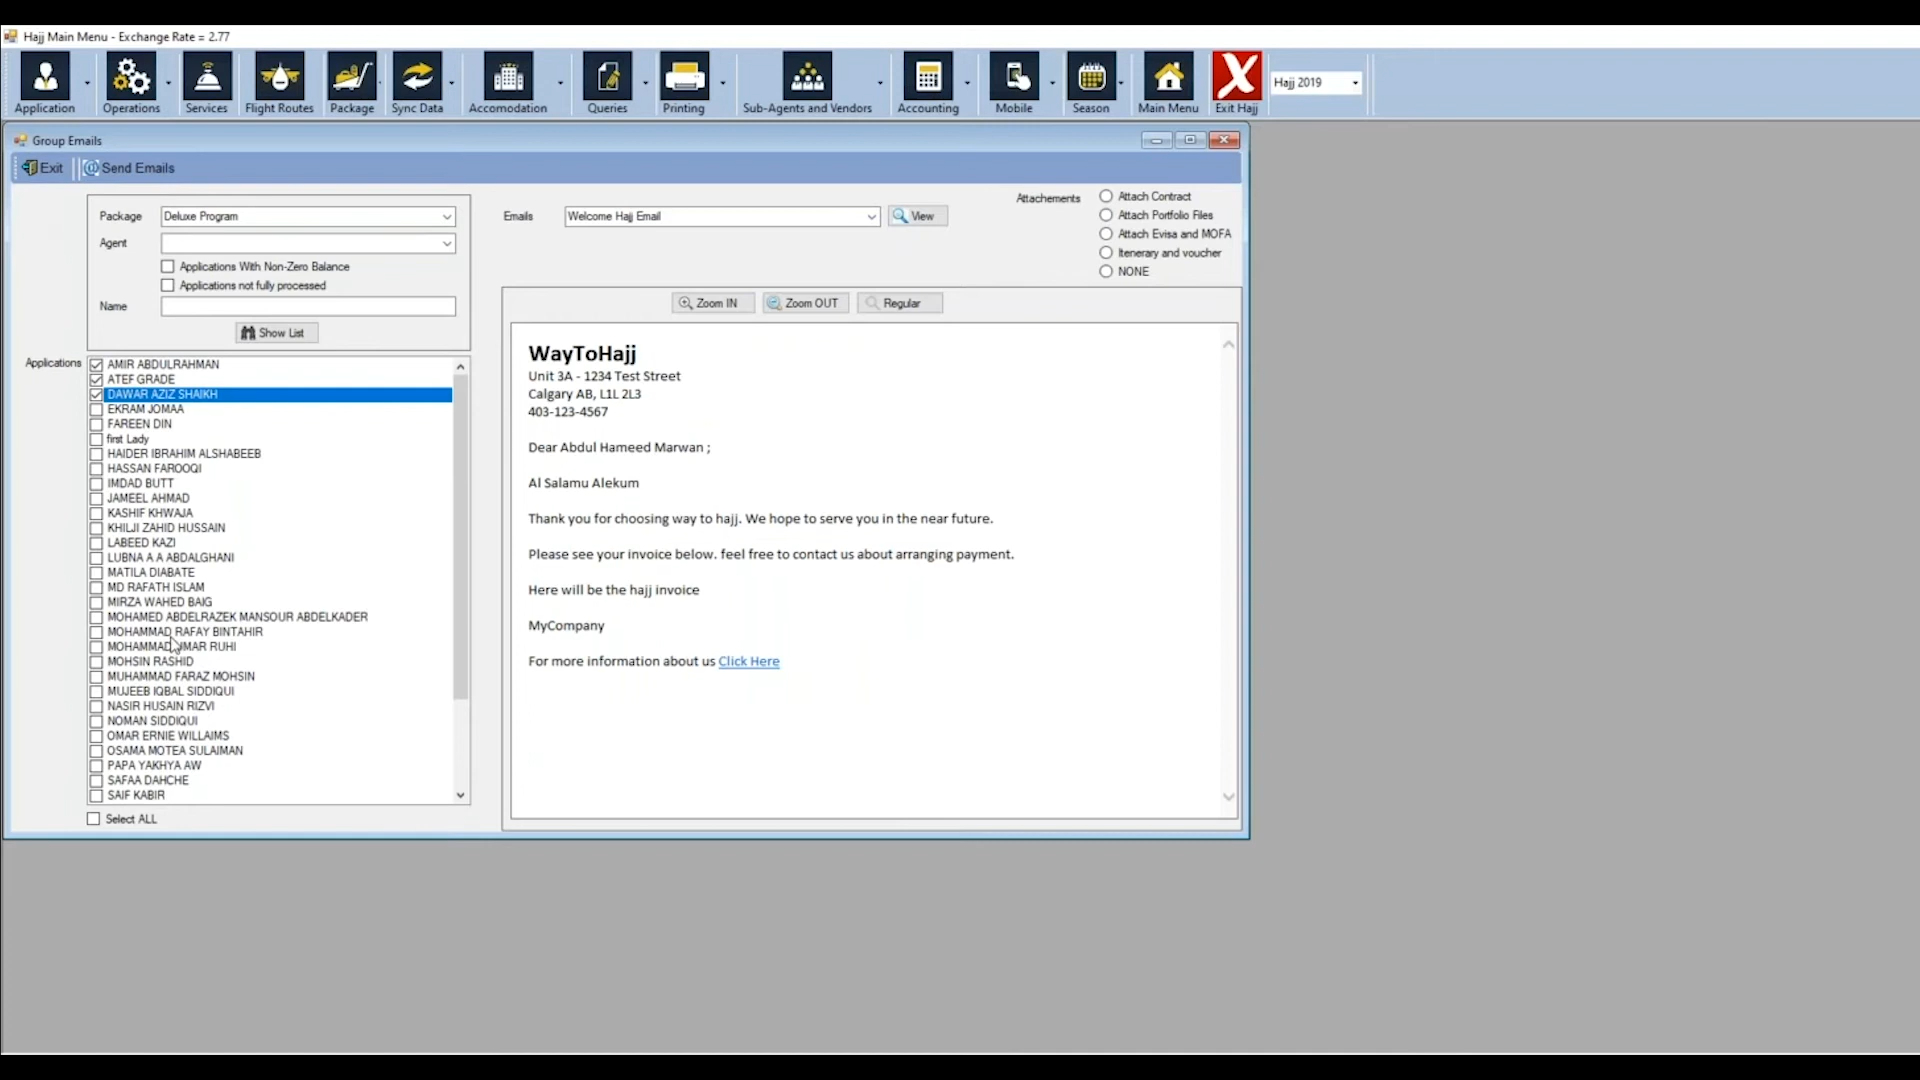 Hajj Main Menu - Exchange Rate = 2.77
Application
Operations
Services
Flight Routes
Package
Sync Data
Accomodation
Queries
Printing
Sub-Agents and Vendors
Accounting
Mobile
Season
Main Menu
Exit Hajj
Hajj 2019
Group Emails
Exit
Send Emails
Package
Deluxe Program
Agent
Applications With Non-Zero Balance
Applications not fully processed
Name
Show List
Emails
Welcome Hajj Email
View
Attachements
Attach Contract
Attach Portfolio Files
Attach Evisa and MOFA
Itenerary and voucher
NONE
Applications
AMIR ABDULRAHMAN
ATEF GRADE
DAWAR AZIZ SHAIKH
EKRAM JOMAA
FAREEN DIN
first Lady
HAIDER IBRAHIM ALSHABEEB
HASSAN FAROOQI
IMDAD BUTT
JAMEEL AHMAD
KASHIF KHWAJA
KHILJI ZAHID HUSSAIN
LABEED KAZI
LUBNA A A ABDALGHANI
MATILA DIABATE
MD RAFATH ISLAM
MIRZA WAHED BAIG
MOHAMED ABDELRAZEK MANSOUR ABDELKADER
MOHAMMAD RAFAY BINTAHIR
MOHAMMAD UMAR RUHI
MOHSIN RASHID
MUHAMMAD FARAZ MOHSIN
MUJEEB IQBAL SIDDIQUI
NASIR HUSAIN RIZVI
NOMAN SIDDIQUI
OMAR ERNIE WILLAIMS
OSAMA MOTEA SULAIMAN
PAPA YAKHYA AW
SAFAA DAHCHE
SAIF KABIR
Select ALL
Zoom IN
Zoom OUT
Regular
WayToHajj
Unit 3A - 1234 Test Street
Calgary AB, L1L 2L3
403-123-4567
Dear Abdul Hameed Marwan ;
Al Salamu Alekum
Thank you for choosing way to hajj. We hope to serve you in the near future.
Please see your invoice below. feel free to contact us about arranging payment.
Here will be the hajj invoice
MyCompany
For more information about us Click Here